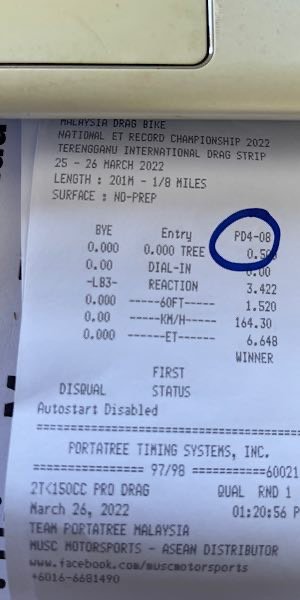 MALAYSIA DRAG BIKE
NATIONAL ET RECORD CHAMPIONSHIP 2022
TERENGGANU INTERNATIONAL DRAG STRIP
25 - 26 MARCH 2022
LENGTH : 201M - 1/8 MILES
SURFACE : NO-PREP
BYE Entry PD4-08
0.000 0.000 TREE
0.00 DIAL-IN 0.00
-LB3- REACTION 3.422
0.000 -----60FT----- 1.520
0.00 -----KM/H----- 164.30
0.000 ------ET------ 6.648
WINNER
FIRST
DISQUAL STATUS
Autostart Disabled
PORTATREE TIMING SYSTEMS, INC.
================ 97/98 ===========60021
2T<150CC PRO DRAG QUAL RND 1
March 26, 2022 01:20:56 P
TEAM PORTATREE MALAYSIA
MUSC MOTORSPORTS - ASEAN DISTRIBUTOR
www.facebook.com/muscmotorsports
+6016-6681490